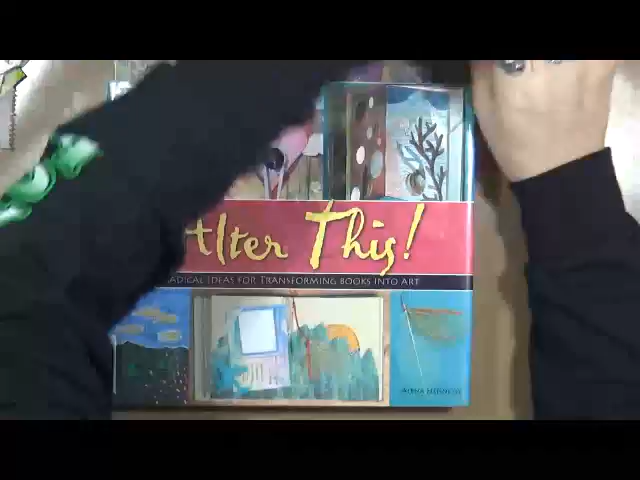 Alter This!
RADICAL IDEAS FOR TRANSFORMING BOOKS INTO ART